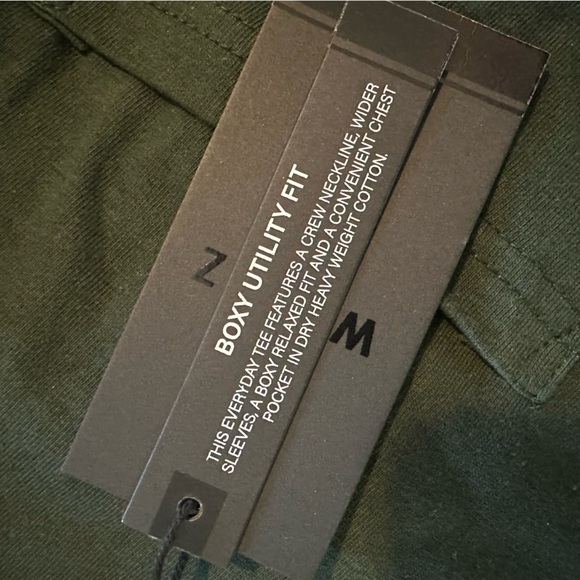 BOXY UTILITY FIT
THIS EVERYDAY TEE FEATURES A CREW NECKLINE, WIDER
SLEEVES, A BOXY RELAXED FIT AND A CONVENIENT CHEST
POCKET IN DRY HEAVY WEIGHT COTTON.
N
M